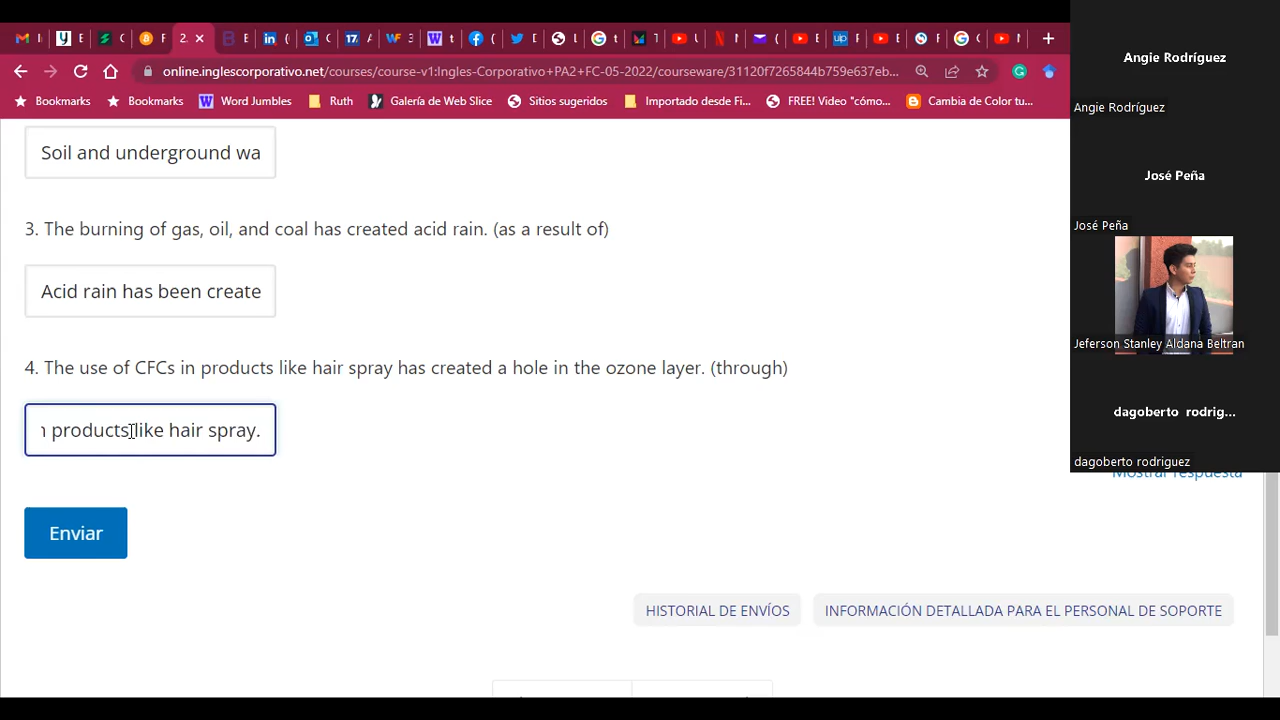 online.inglescorporativo.net/courses/course-v1:Ingles-Corporativo+PA2+FC-05-2022/courseware/31120f7265844b759e637eb...
Bookmarks
Bookmarks
Word Jumbles
Ruth
Galería de Web Slice
Sitios sugeridos
Importado desde Fi...
FREE! Video "cómo...
Cambia de Color tu...
Soil and underground wa
3. The burning of gas, oil, and coal has created acid rain. (as a result of)
Acid rain has been create
4. The use of CFCs in products like hair spray has created a hole in the ozone layer. (through)
products like hair spray.
Mostrar respuesta
Enviar
HISTORIAL DE ENVÍOS
INFORMACIÓN DETALLADA PARA EL PERSONAL DE SOPORTE
Angie Rodríguez
Angie Rodríguez
José Peña
José Peña
Jeferson Stanley Aldana Beltran
dagoberto rodrig...
dagoberto rodriguez